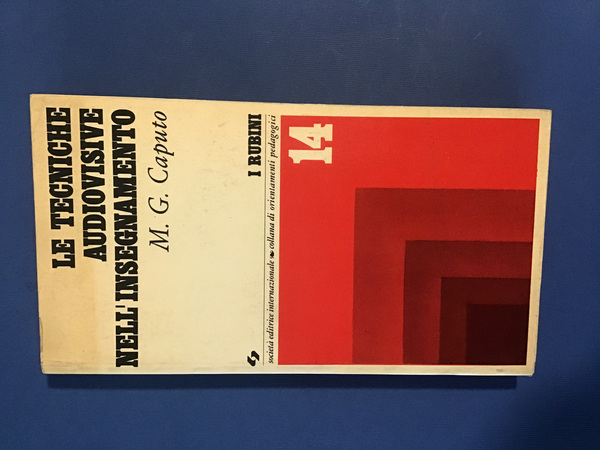 LE TECNICHE
AUDIOVISIVE
NELL'INSEGNAMENTO
M. G. Caputo
I RUBINI
società editrice internazionale collana di orientamenti pedagogici
14